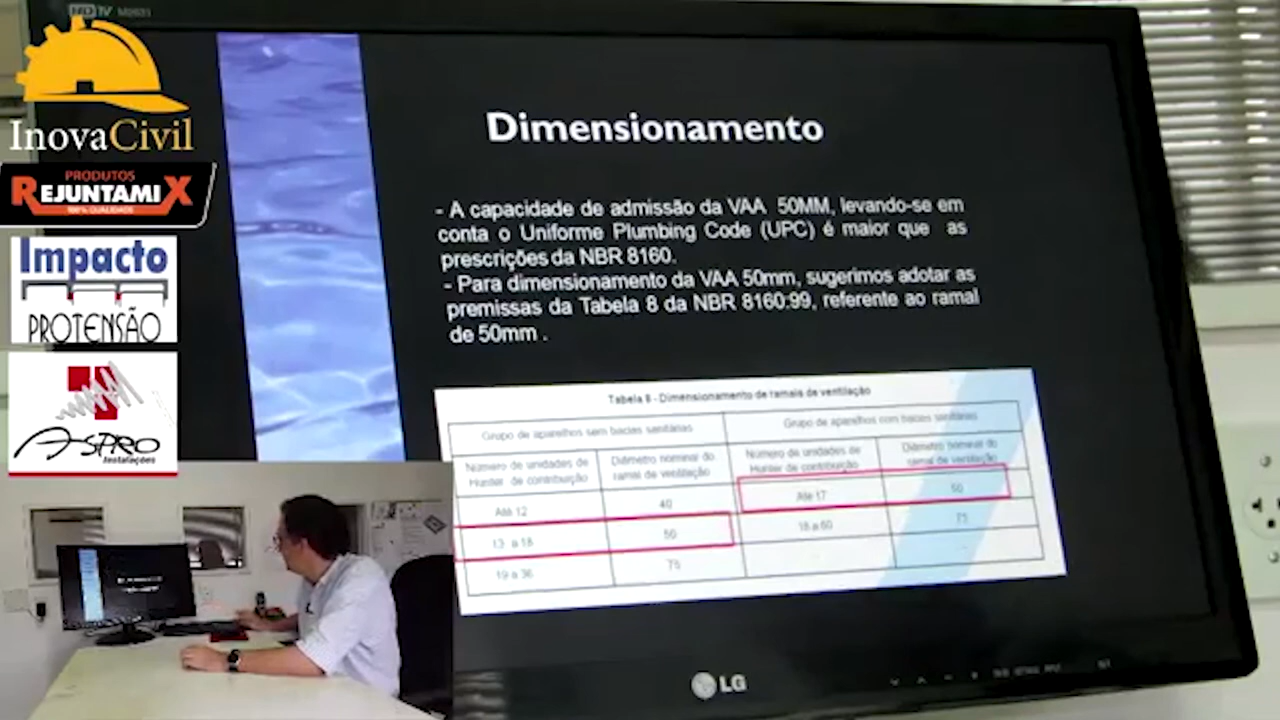 HDTV M2631
InovaCivil
PRODUTOS
REJUNTAMIX
100% QUALIDADE
Impacto
PROTENSÃO
ASPRO
Instalações
Dimensionamento
- A capacidade de admissão da VAA 50MM, levando-se em
conta o Uniforme Plumbing Code (UPC) é maior que as
prescrições da NBR 8160.
- Para dimensionamento da VAA 50mm, sugerimos adotar as
premissas da Tabela 8 da NBR 8160:99, referente ao ramal
de 50mm .
Tabela 8 - Dimensionamento de ramais de ventilação
Grupo de aparelhos sem bacias sanitárias Grupo de aparelhos com bacias sanitárias
Número de unidades de Diâmetro nominal do Número de unidades de Diâmetro nominal do
Hunter de contribuição ramal de ventilação Hunter de contribuição ramal de ventilação
Até 12 40 Até 17 50
13 a 18 50 18 a 60 75
19 a 36 75 - -
LG